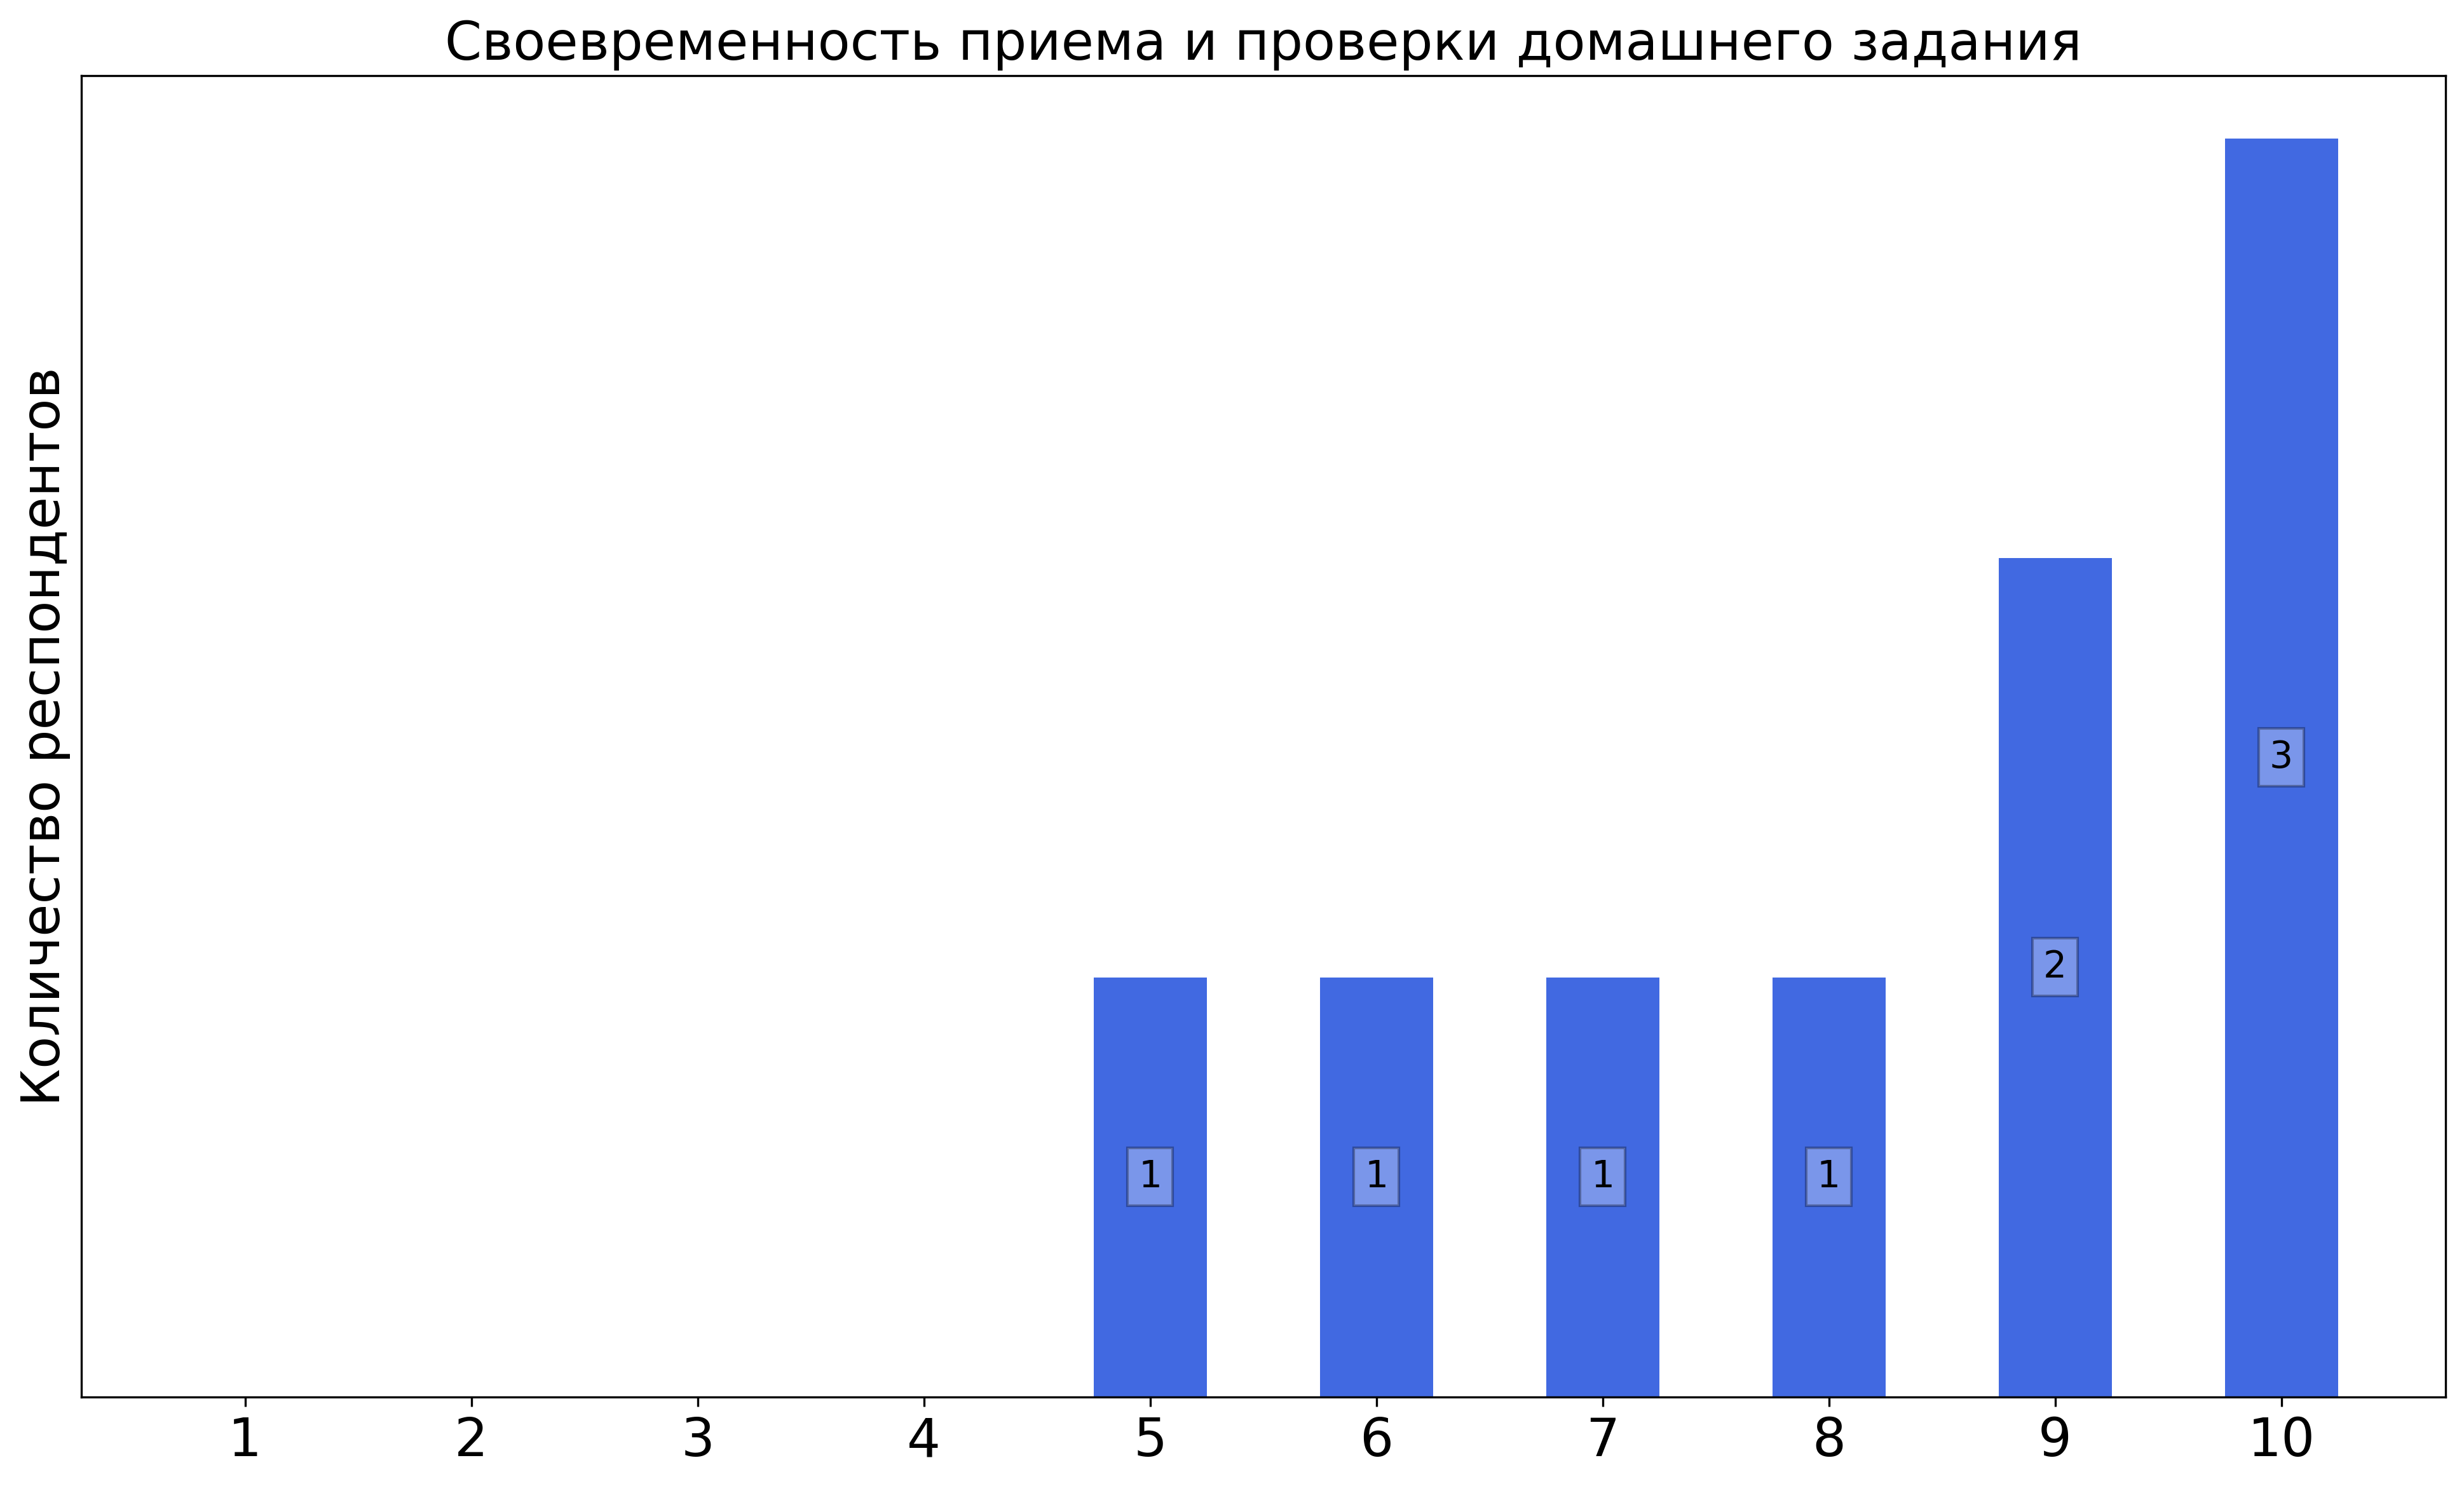 Своевременность приема и проверки домашнего задания
Количество респондентов
3
2
1 1 1 1
1 2 3 4 5 6 7 8 9 10